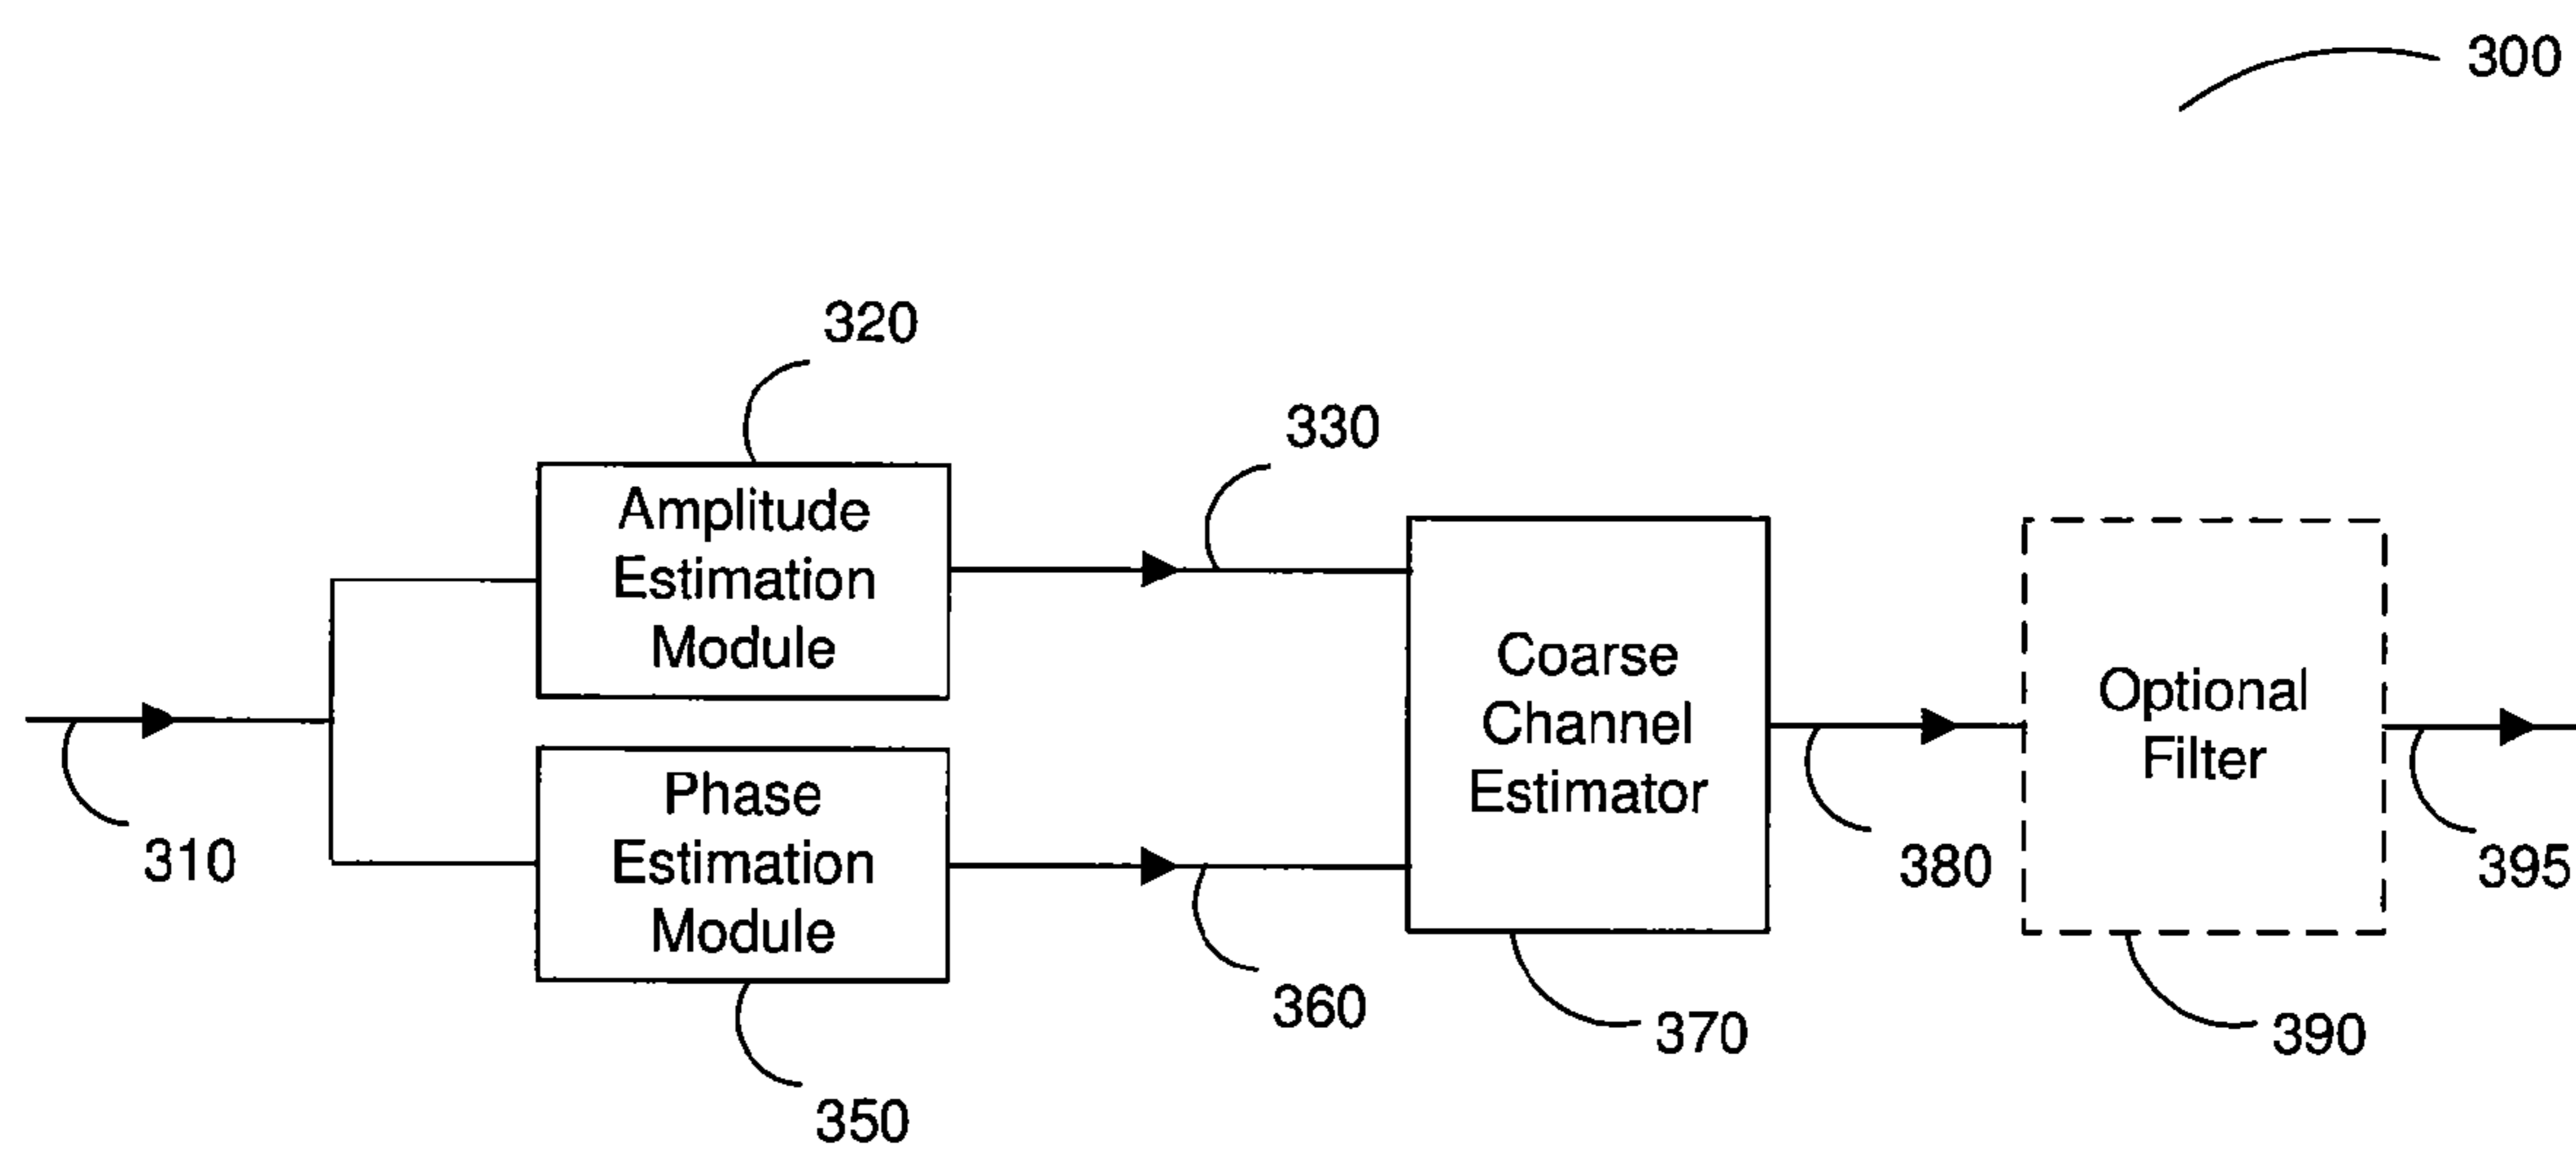 300
320
330
Amplitude
Estimation
Module
Coarse
Channel
Estimator
Optional
Filter
Phase
Estimation
Module
310
380
395
360
370
390
350